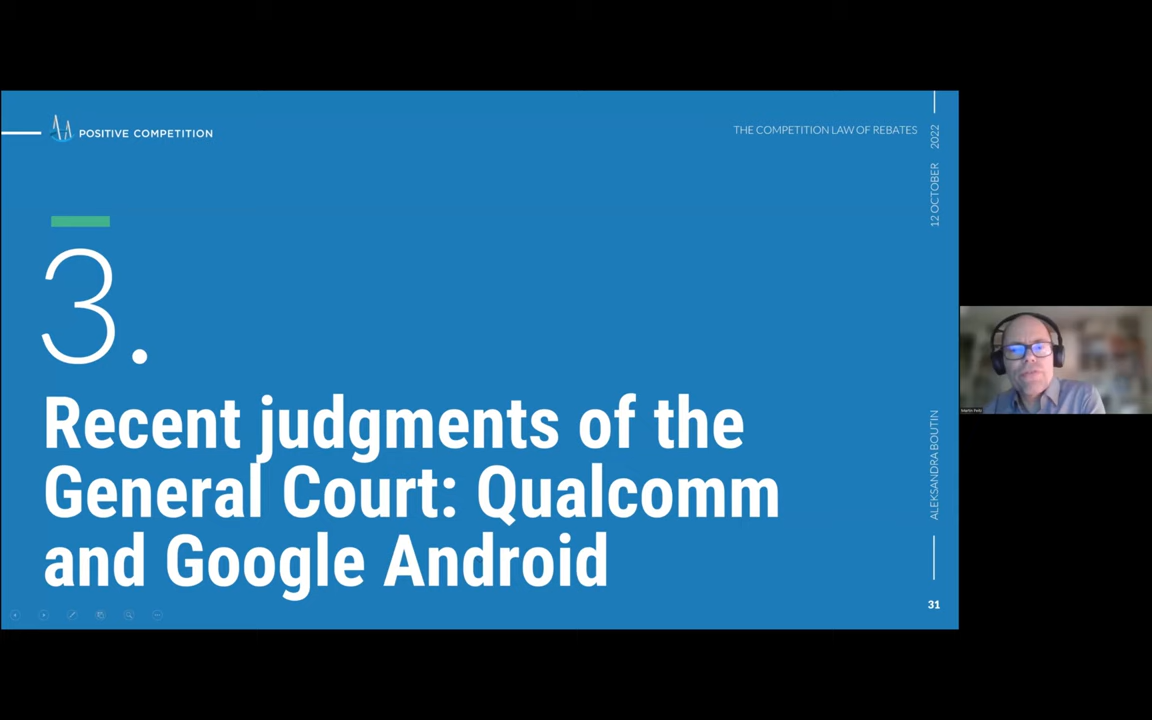 POSITIVE COMPETITION
THE COMPETITION LAW OF REBATES
12 OCTOBER 2022
3.
Recent judgments of the
General Court: Qualcomm
and Google Android
ALEKSANDRA BOUTIN
31